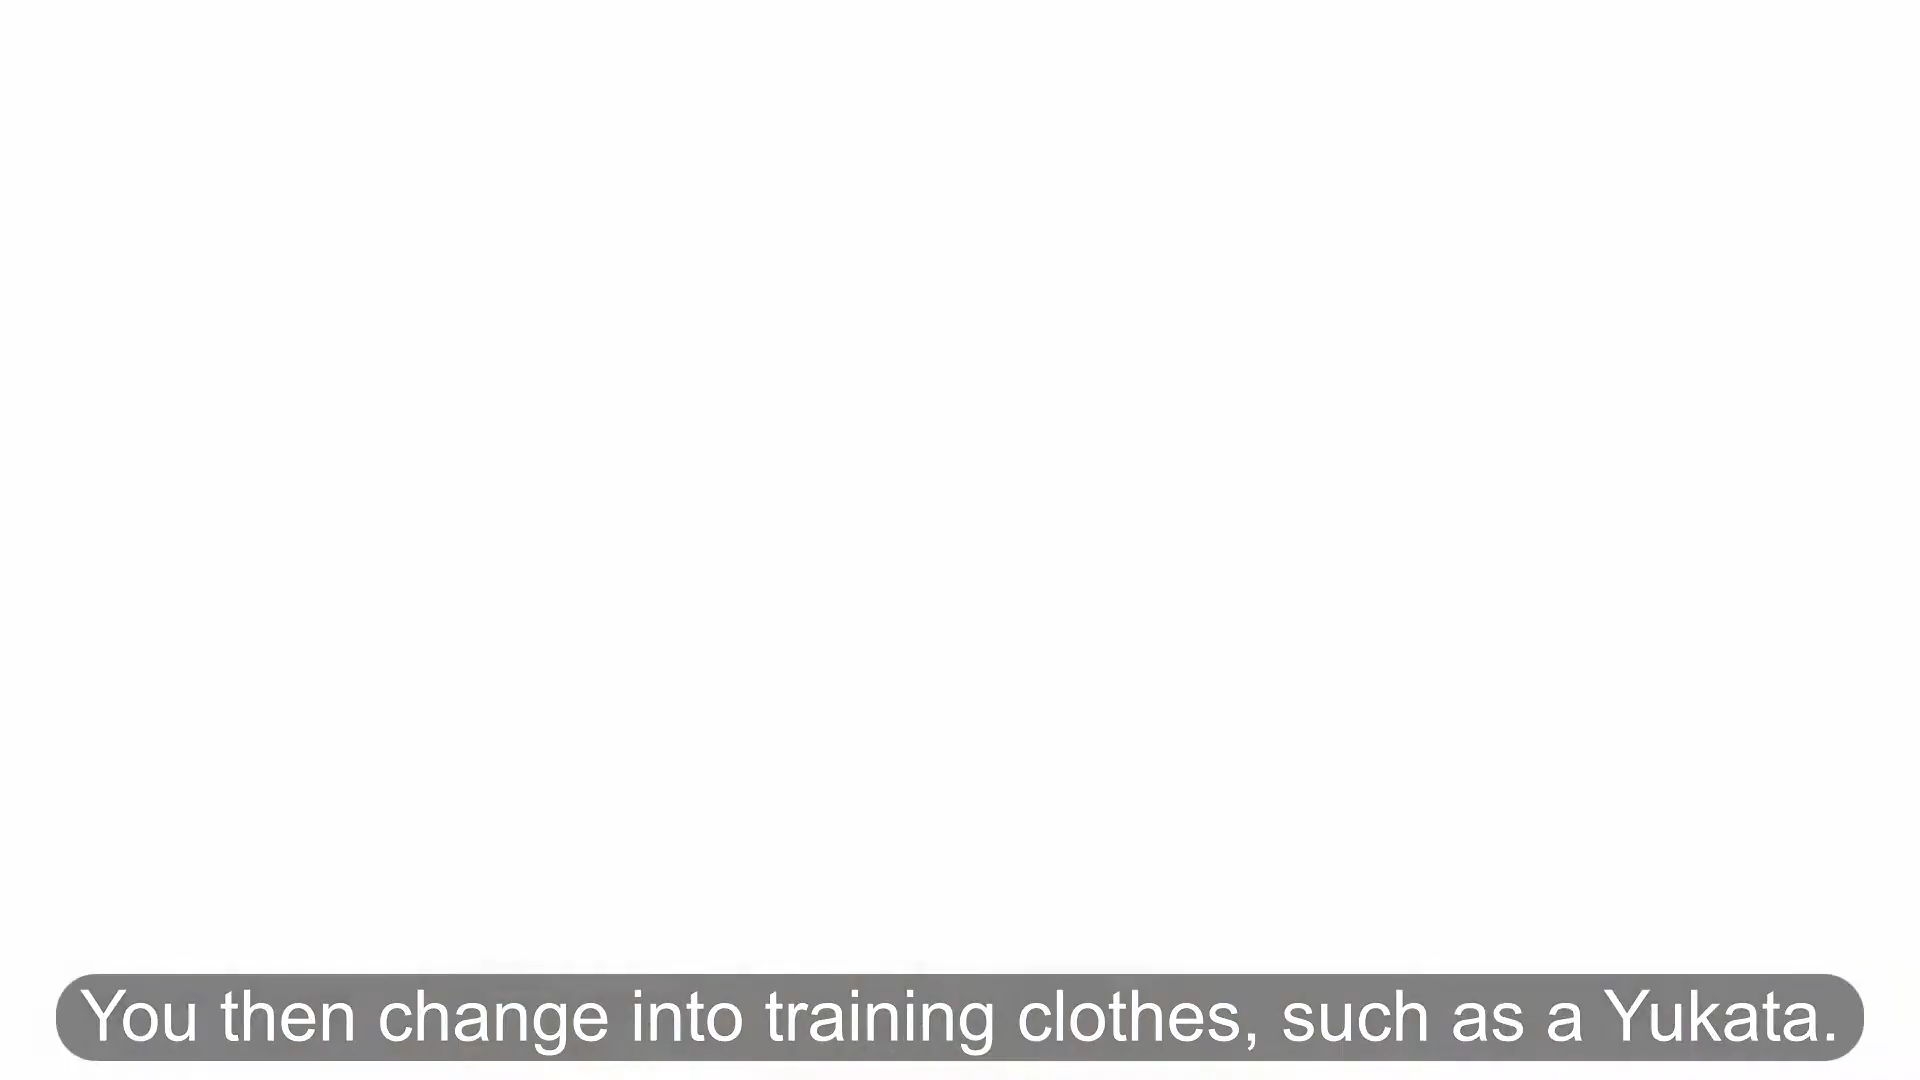 You then change into training clothes, such as a Yukata.